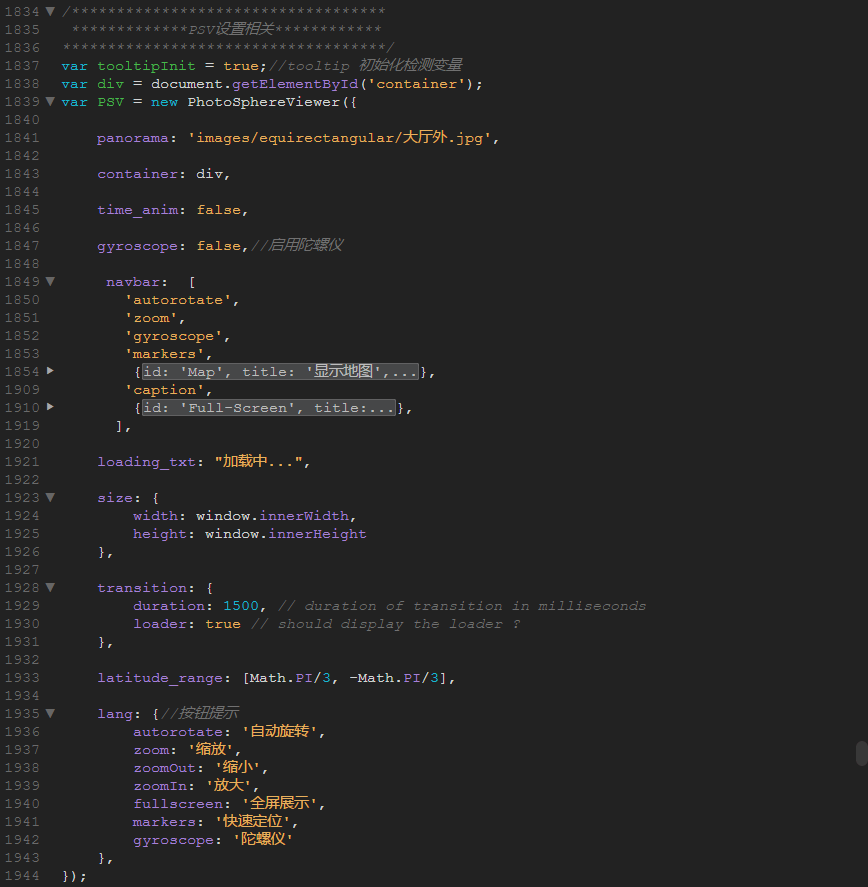 1834 ▼ /***********************************
1835 *************PSV设置相关************
1836 ************************************/
1837 var tooltipInit = true;//tooltip 初始化检测变量
1838 var div = document.getElementById('container');
1839 ▼ var PSV = new PhotoSphereViewer({
1840
1841 panorama: 'images/equirectangular/大厅外.jpg',
1842
1843 container: div,
1844
1845 time_anim: false,
1846
1847 gyroscope: false,//启用陀螺仪
1848
1849 ▼ navbar: [
1850 'autorotate',
1851 'zoom',
1852 'gyroscope',
1853 'markers',
1854 ▶ {id: 'Map', title: '显示地图',...},
1909 'caption',
1910 ▶ {id: 'Full-Screen', title:...},
1919 ],
1920
1921 loading_txt: "加载中...",
1922
1923 ▼ size: {
1924 width: window.innerWidth,
1925 height: window.innerHeight
1926 },
1927
1928 ▼ transition: {
1929 duration: 1500, // duration of transition in milliseconds
1930 loader: true // should display the loader ?
1931 },
1932
1933 latitude_range: [Math.PI/3, -Math.PI/3],
1934
1935 ▼ lang: {//按钮提示
1936 autorotate: '自动旋转',
1937 zoom: '缩放',
1938 zoomOut: '缩小',
1939 zoomIn: '放大',
1940 fullscreen: '全屏展示',
1941 markers: '快速定位',
1942 gyroscope: '陀螺仪'
1943 },
1944 });